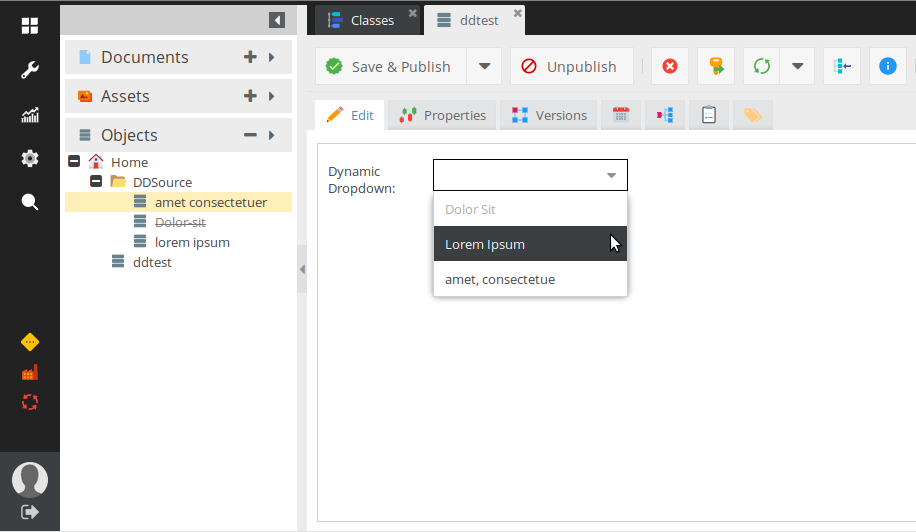 Classes
ddtest
Documents
Assets
Objects
Home
DDSource
amet consectetuer
Dolor-sit
lorem ipsum
ddtest
Save & Publish
Unpublish
Edit
Properties
Versions
Dynamic
Dropdown:
Dolor Sit
Lorem Ipsum
amet, consectetue